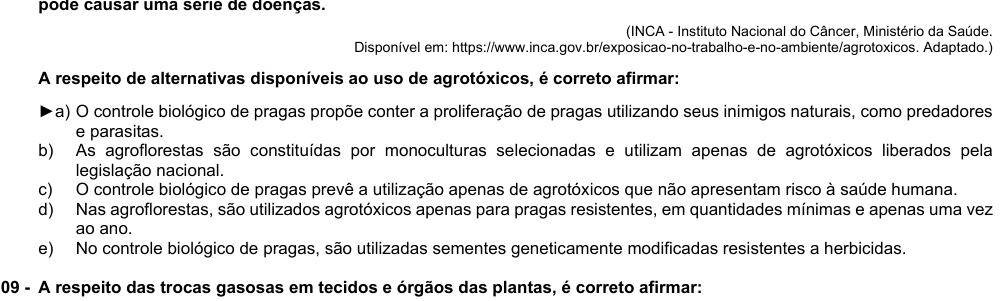 pode causar uma série de doenças.
(INCA - Instituto Nacional do Câncer, Ministério da Saúde.
Disponível em: https://www.inca.gov.br/exposicao-no-trabalho-e-no-ambiente/agrotoxicos. Adaptado.)
A respeito de alternativas disponíveis ao uso de agrotóxicos, é correto afirmar:
►a) O controle biológico de pragas propõe conter a proliferação de pragas utilizando seus inimigos naturais, como predadores
e parasitas.
b) As agroflorestas são constituídas por monoculturas selecionadas e utilizam apenas de agrotóxicos liberados pela
legislação nacional.
c) O controle biológico de pragas prevê a utilização apenas de agrotóxicos que não apresentam risco à saúde humana.
d) Nas agroflorestas, são utilizados agrotóxicos apenas para pragas resistentes, em quantidades mínimas e apenas uma vez
ao ano.
e) No controle biológico de pragas, são utilizadas sementes geneticamente modificadas resistentes a herbicidas.
09 - A respeito das trocas gasosas em tecidos e órgãos das plantas, é correto afirmar: